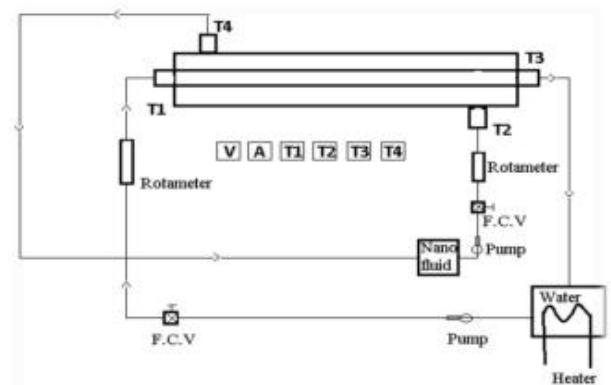 T4
T3
T1
T2
V A T1 T2 T3 T4
Rotameter
Rotameter
F.C.V
Nano
fluid
Pump
Water
F.C.V
Pump
Heater